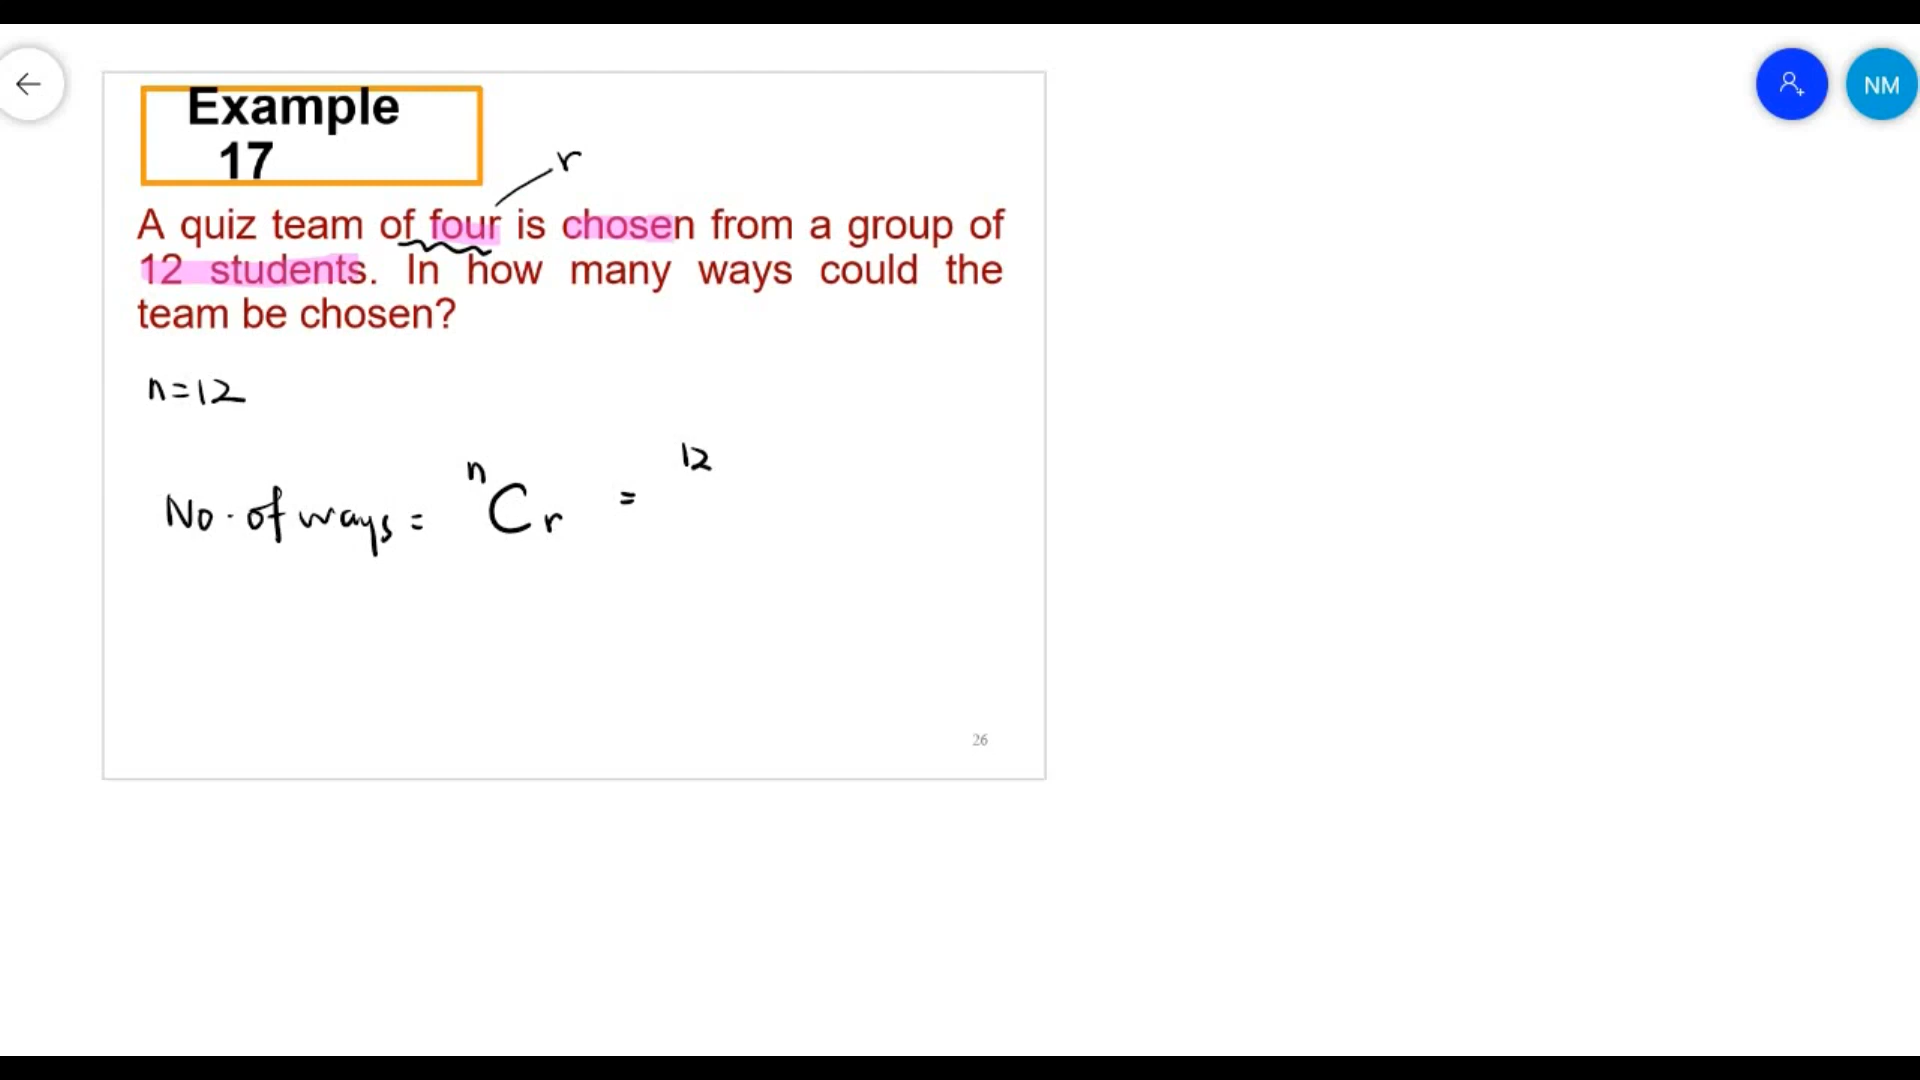 NM
Example
17
r
A quiz team of four is chosen from a group of
12 students. In how many ways could the
team be chosen?
n=12
No. of ways = nCr = 12
26